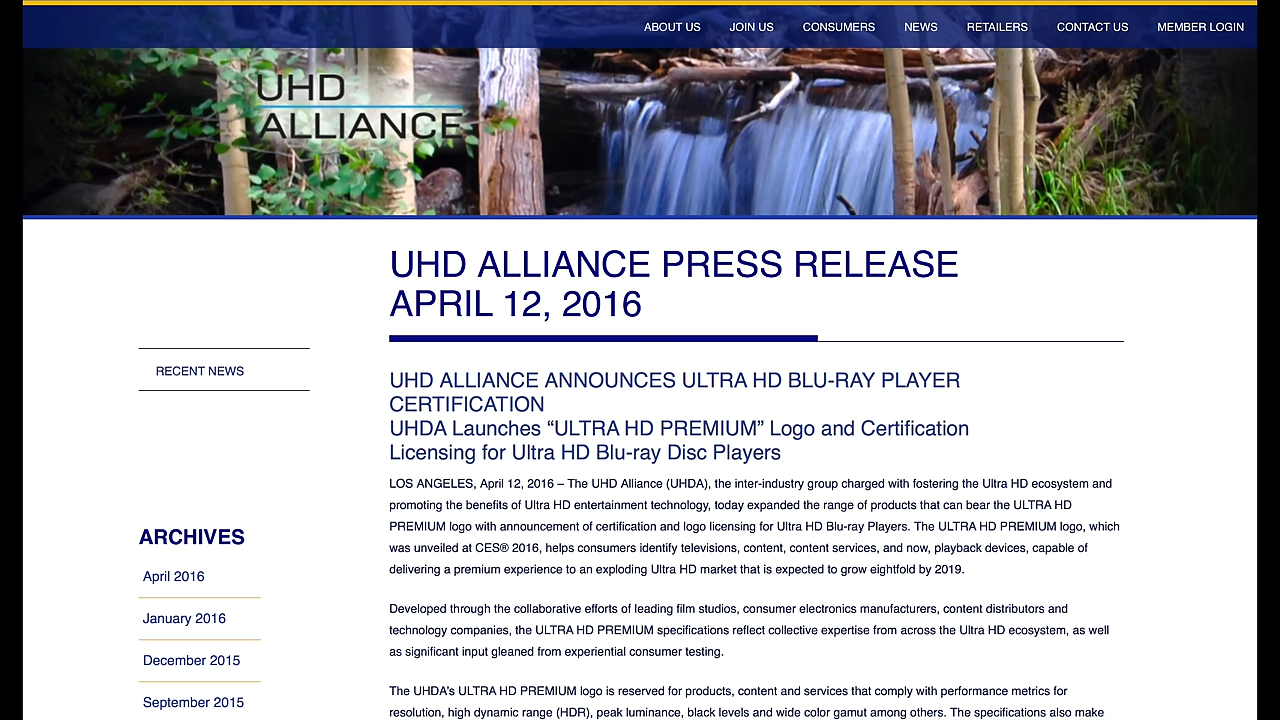 ABOUT US JOIN US CONSUMERS NEWS RETAILERS CONTACT US MEMBER LOGIN
UHD
ALLIANCE
UHD ALLIANCE PRESS RELEASE
APRIL 12, 2016
RECENT NEWS
ARCHIVES
April 2016
January 2016
December 2015
September 2015
UHD ALLIANCE ANNOUNCES ULTRA HD BLU-RAY PLAYER
CERTIFICATION
UHDA Launches “ULTRA HD PREMIUM” Logo and Certification
Licensing for Ultra HD Blu-ray Disc Players
LOS ANGELES, April 12, 2016 – The UHD Alliance (UHDA), the inter-industry group charged with fostering the Ultra HD ecosystem and
promoting the benefits of Ultra HD entertainment technology, today expanded the range of products that can bear the ULTRA HD
PREMIUM logo with announcement of certification and logo licensing for Ultra HD Blu-ray Players. The ULTRA HD PREMIUM logo, which
was unveiled at CES® 2016, helps consumers identify televisions, content, content services, and now, playback devices, capable of
delivering a premium experience to an exploding Ultra HD market that is expected to grow eightfold by 2019.
Developed through the collaborative efforts of leading film studios, consumer electronics manufacturers, content distributors and
technology companies, the ULTRA HD PREMIUM specifications reflect collective expertise from across the Ultra HD ecosystem, as well
as significant input gleaned from experiential consumer testing.
The UHDA’s ULTRA HD PREMIUM logo is reserved for products, content and services that comply with performance metrics for
resolution, high dynamic range (HDR), peak luminance, black levels and wide color gamut among others. The specifications also make